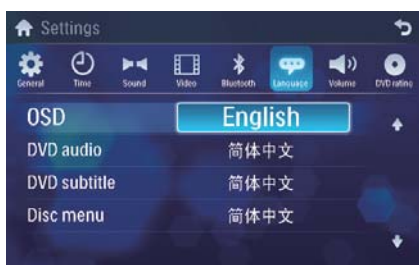 Settings
General Time Sound Video Bluetooth Language Volume DVD rating
OSD English
DVD audio 简体中文
DVD subtitle 简体中文
Disc menu 简体中文